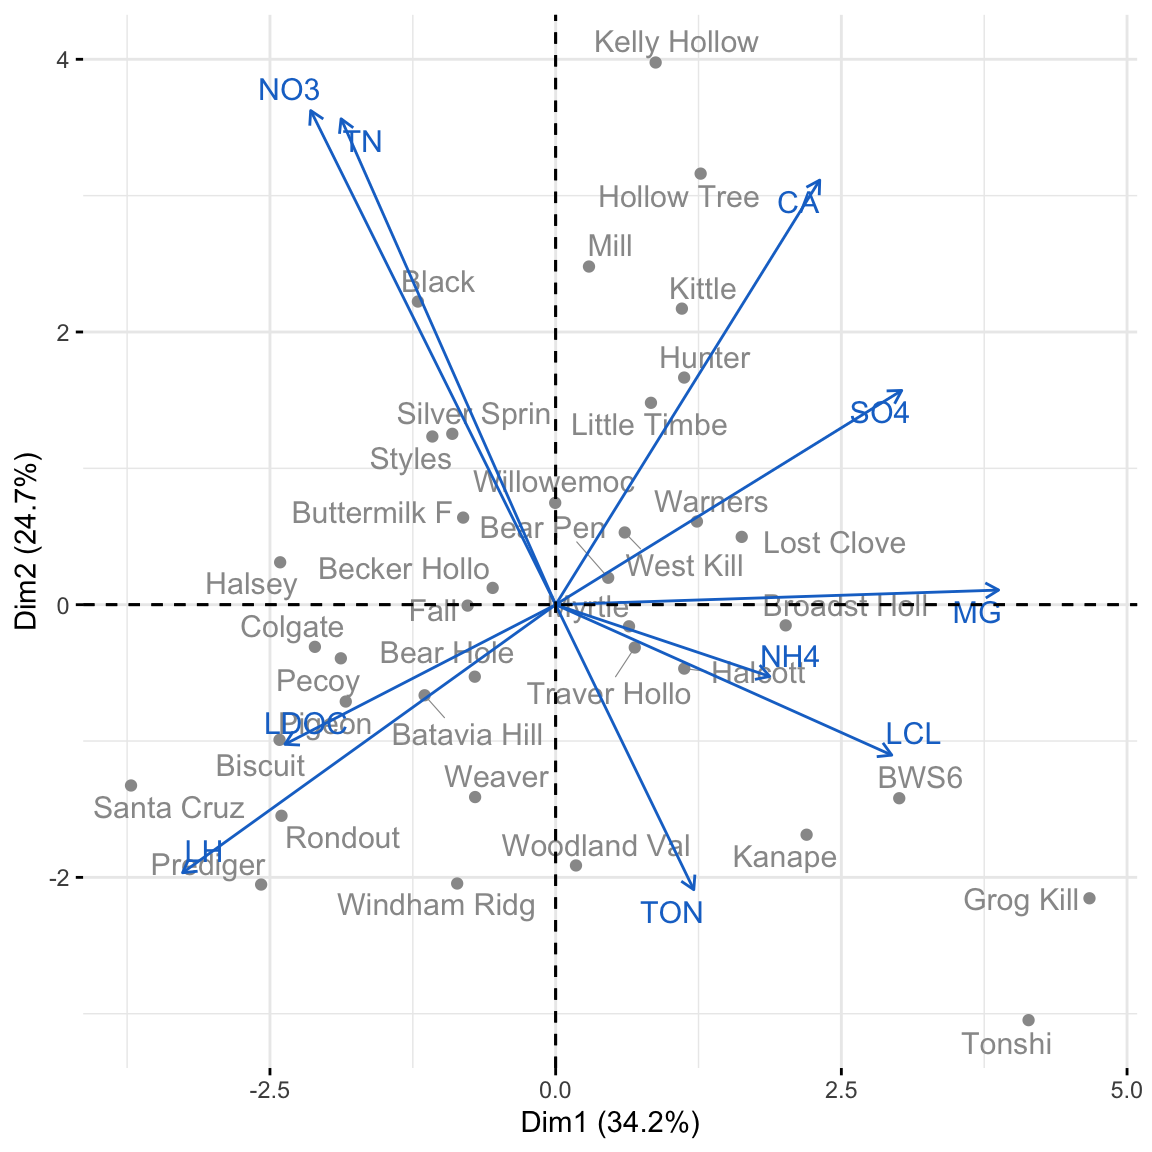 Kelly Hollow
4
NO3
TN
Hollow Tree
CA
Mill
Black
Kittle
2
Hunter
Silver Sprin
SO4
Little Timbe
Styles
Willowemoc
Warners
Buttermilk F
Bear Pen
Lost Clove
West Kill
Becker Hollo
Halsey
0
Fall
Myrtle
Broadst Holl
MG
Colgate
Bear Hole
NH4
Halcott
Pecoy
Traver Hollo
LDOC
Pigeon
Batavia Hill
LCL
Biscuit
Weaver
BWS6
Santa Cruz
Rondout
LH
Prediger
Woodland Val
Kanape
-2
Windham Ridg
TON
Grog Kill
Tonshi
-2.5
0.0
2.5
5.0
Dim1 (34.2%)
Dim2 (24.7%)